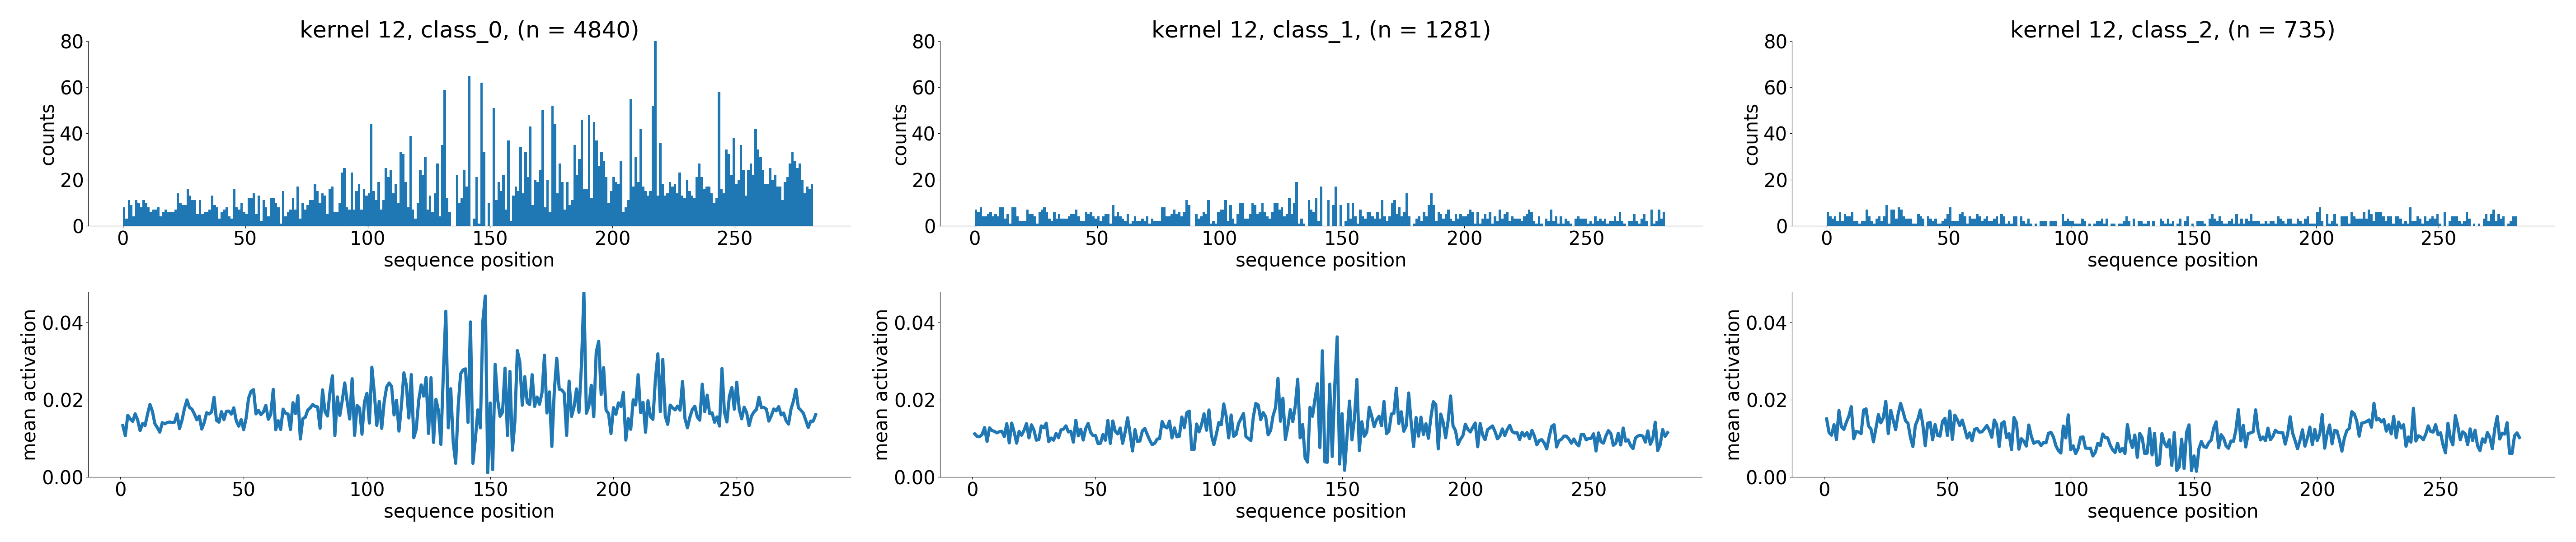 kernel 12, class_0, (n = 4840)
80
60
40
20
0
counts
0 50 100 150 200 250
sequence position
kernel 12, class_1, (n = 1281)
80
60
40
20
0
counts
0 50 100 150 200 250
sequence position
kernel 12, class_2, (n = 735)
80
60
40
20
0
counts
0 50 100 150 200 250
sequence position
0.04
0.02
0.00
mean activation
0 50 100 150 200 250
sequence position
0.04
0.02
0.00
mean activation
0 50 100 150 200 250
sequence position
0.04
0.02
0.00
mean activation
0 50 100 150 200 250
sequence position